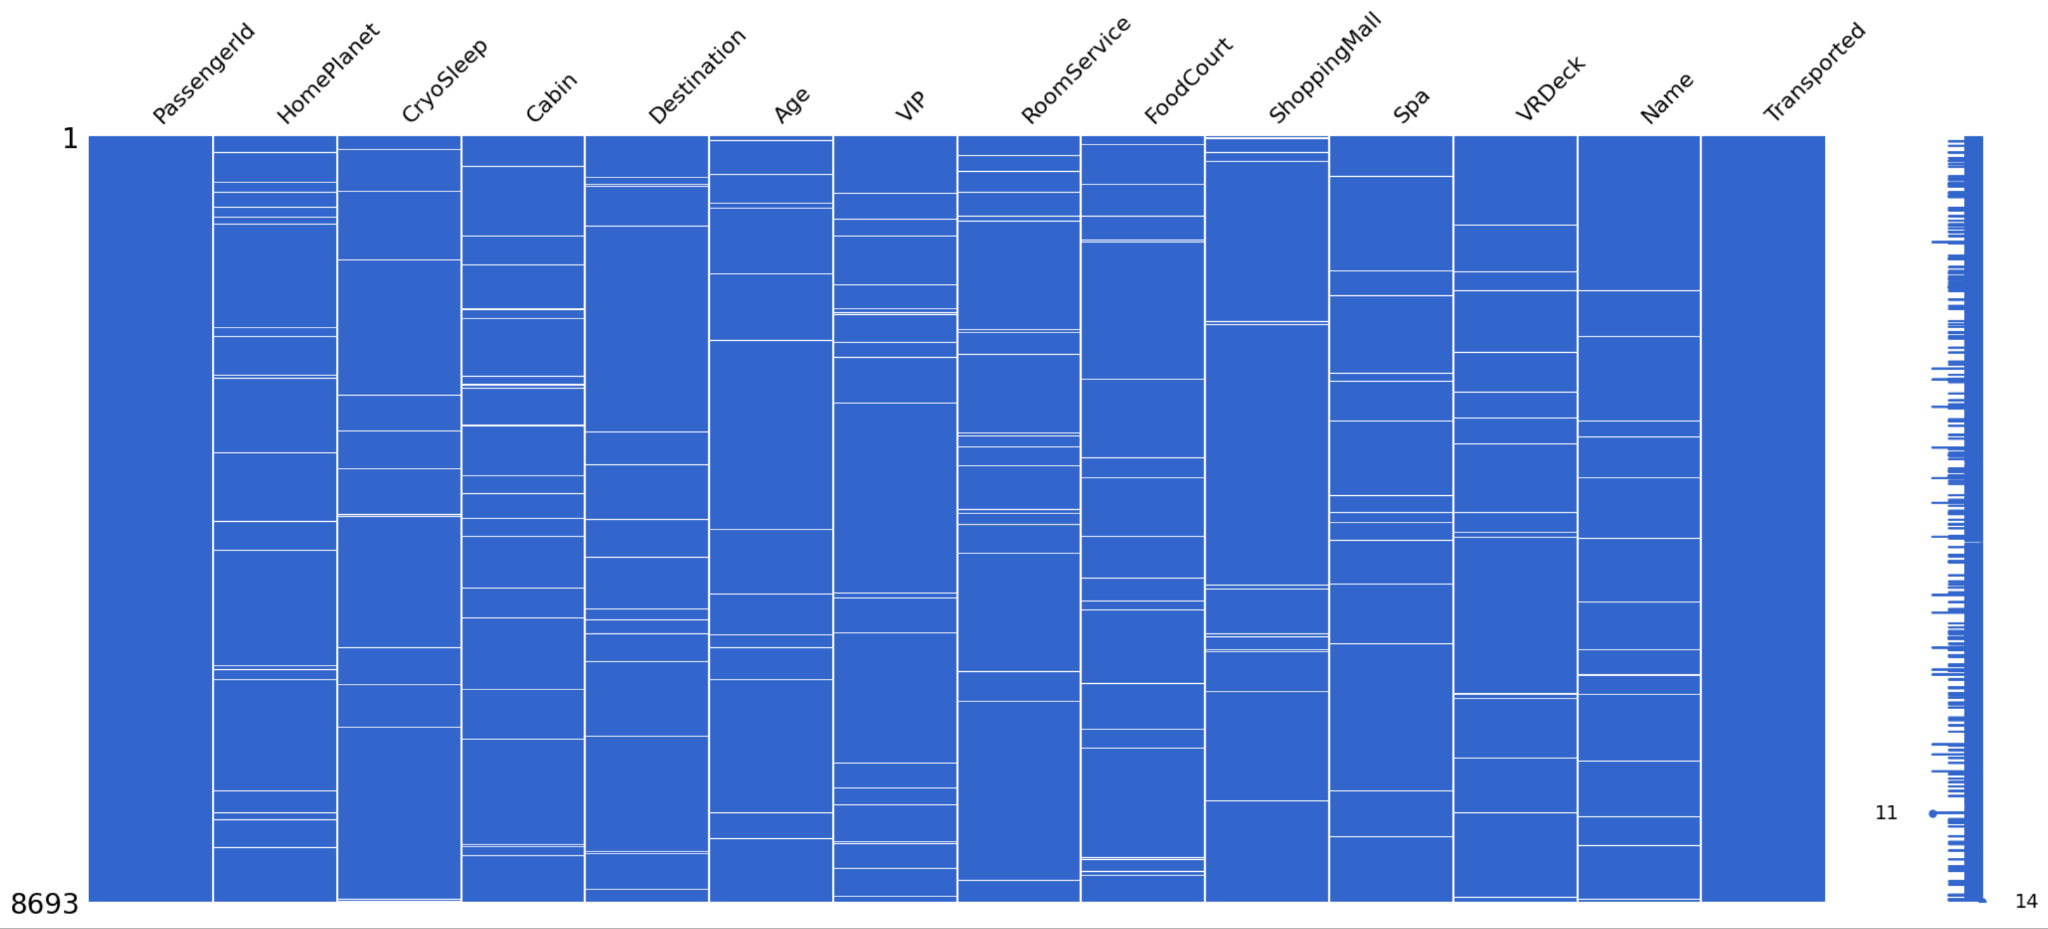 PassengerId
HomePlanet
CryoSleep
Cabin
Destination
Age
VIP
RoomService
FoodCourt
ShoppingMall
Spa
VRDeck
Name
Transported
1
11
8693
14